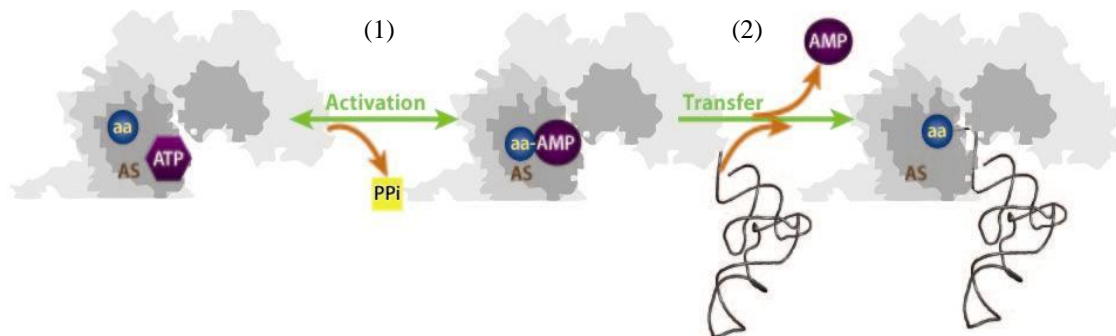 (1)
(2)
AMP
Activation
Transfer
aa
ATP
AS
PPi
aa-AMP
AS
aa
AS